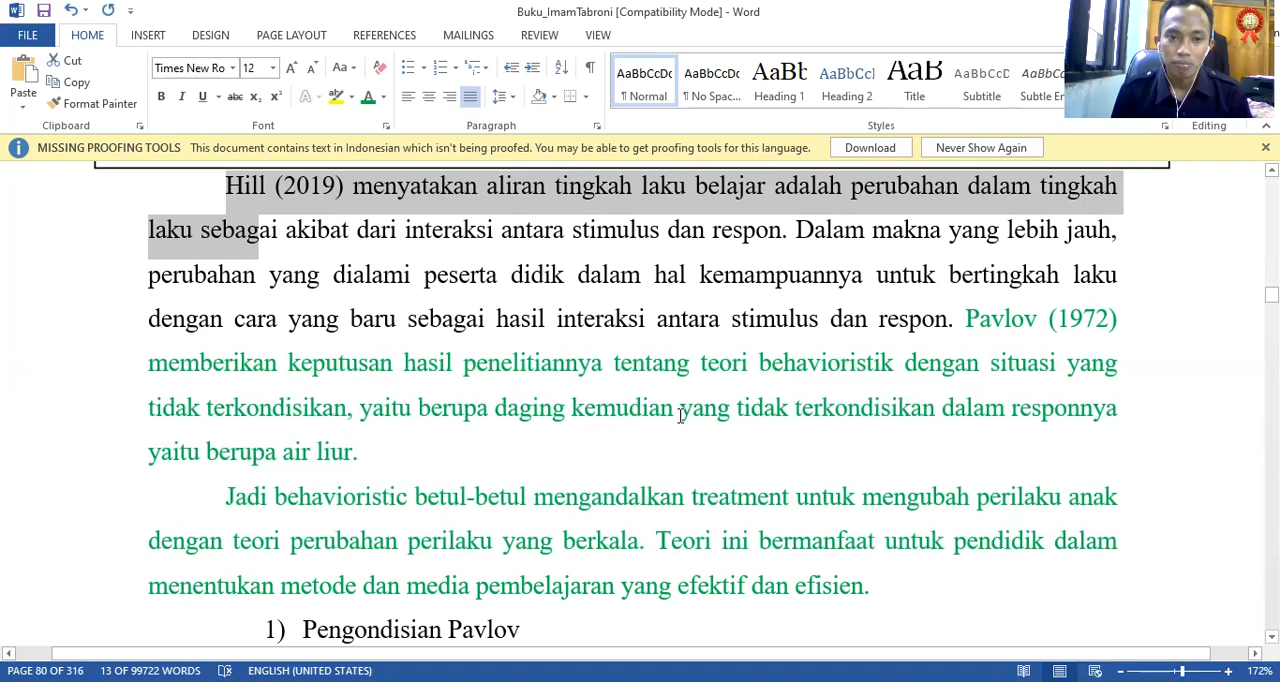 Buku_ImamTabroni [Compatibility Mode] - Word
FILE HOME INSERT DESIGN PAGE LAYOUT REFERENCES MAILINGS REVIEW VIEW
Paste
Cut
Copy
Format Painter
Clipboard
Times New Ro 12
Font
Paragraph
AaBbCcDc AaBbCcDc AaBb AaBbCc AaB AaBbCcD
¶ Normal ¶ No Spac... Heading 1 Heading 2 Title Subtitle Subtle
Styles
Editing
MISSING PROOFING TOOLS This document contains text in Indonesian which isn't being proofed. You may be able to get proofing tools for this language. Download Never Show Again
Hill (2019) menyatakan aliran tingkah laku belajar adalah perubahan dalam tingkah
laku sebagai akibat dari interaksi antara stimulus dan respon. Dalam makna yang lebih jauh,
perubahan yang dialami peserta didik dalam hal kemampuannya untuk bertingkah laku
dengan cara yang baru sebagai hasil interaksi antara stimulus dan respon. Pavlov (1972)
memberikan keputusan hasil penelitiannya tentang teori behavioristik dengan situasi yang
tidak terkondisikan, yaitu berupa daging kemudian yang tidak terkondisikan dalam responnya
yaitu berupa air liur.
Jadi behavioristic betul-betul mengandalkan treatment untuk mengubah perilaku anak
dengan teori perubahan perilaku yang berkala. Teori ini bermanfaat untuk pendidik dalam
menentukan metode dan media pembelajaran yang efektif dan efisien.
1) Pengondisian Pavlov
PAGE 80 OF 316 13 OF 99722 WORDS ENGLISH (UNITED STATES) 172%